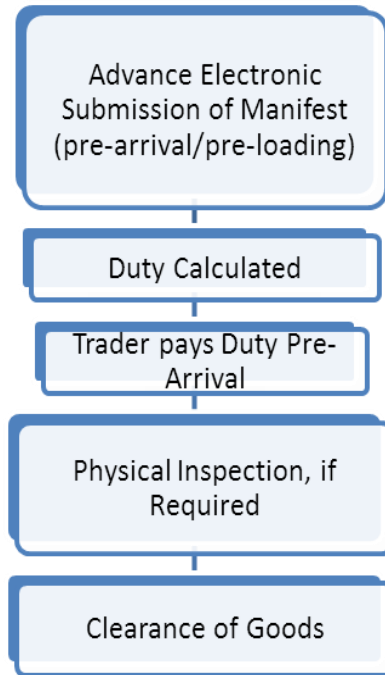 Advance Electronic
Submission of Manifest
(pre-arrival/pre-loading)
Duty Calculated
Trader pays Duty Pre-
Arrival
Physical Inspection, if
Required
Clearance of Goods